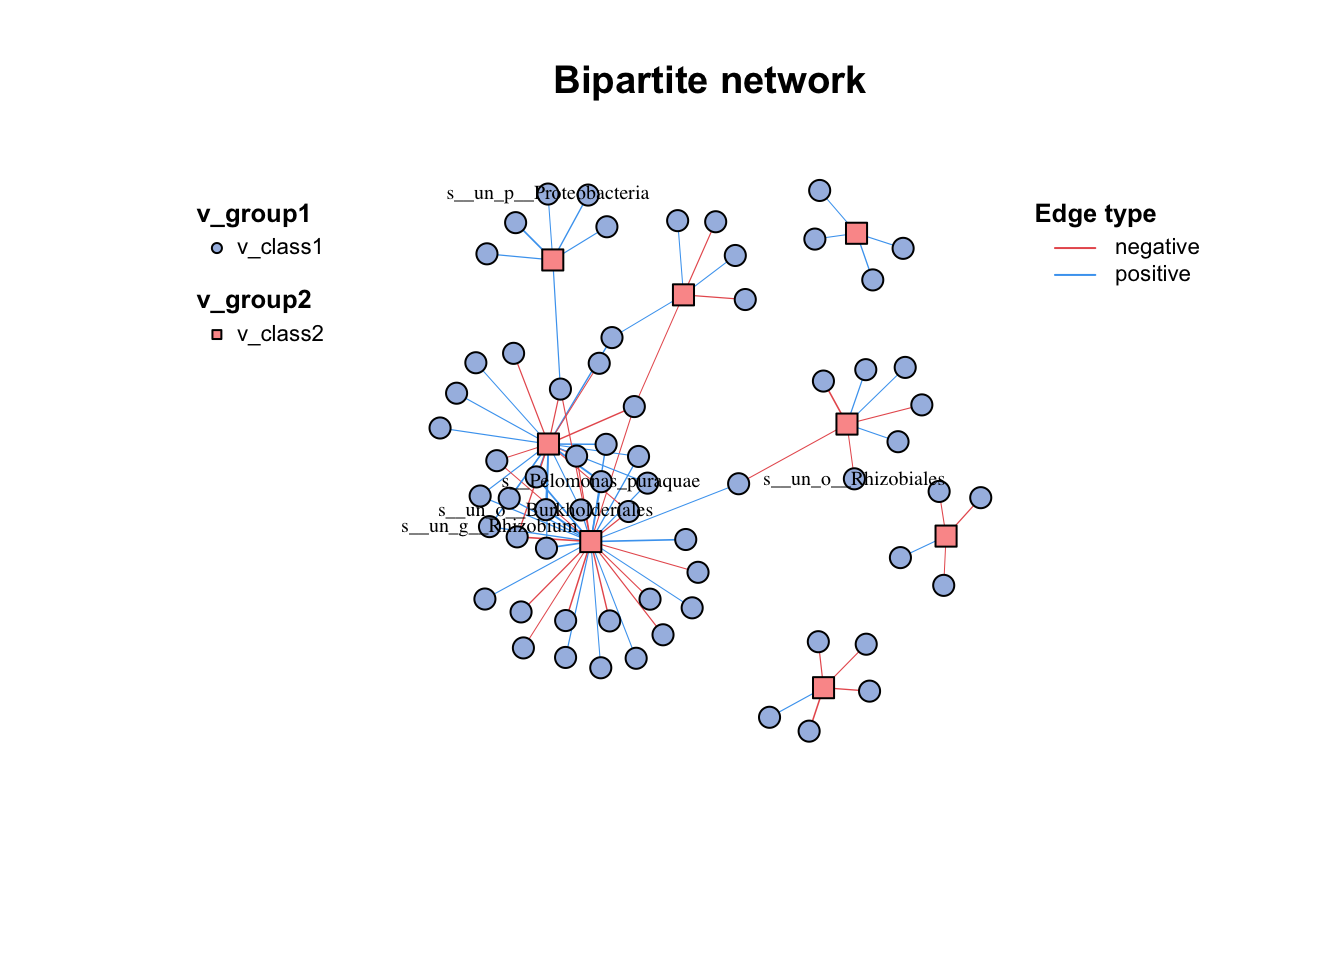 Bipartite network
v_group1
v_class1
v_group2
v_class2
Edge type
negative
positive
s__un_p__Proteobacteria
s__Pelomonas_puraquae
s__un_o__Rhizobiales
s__un_o__Burkholderiales
s__un_g__Rhizobium